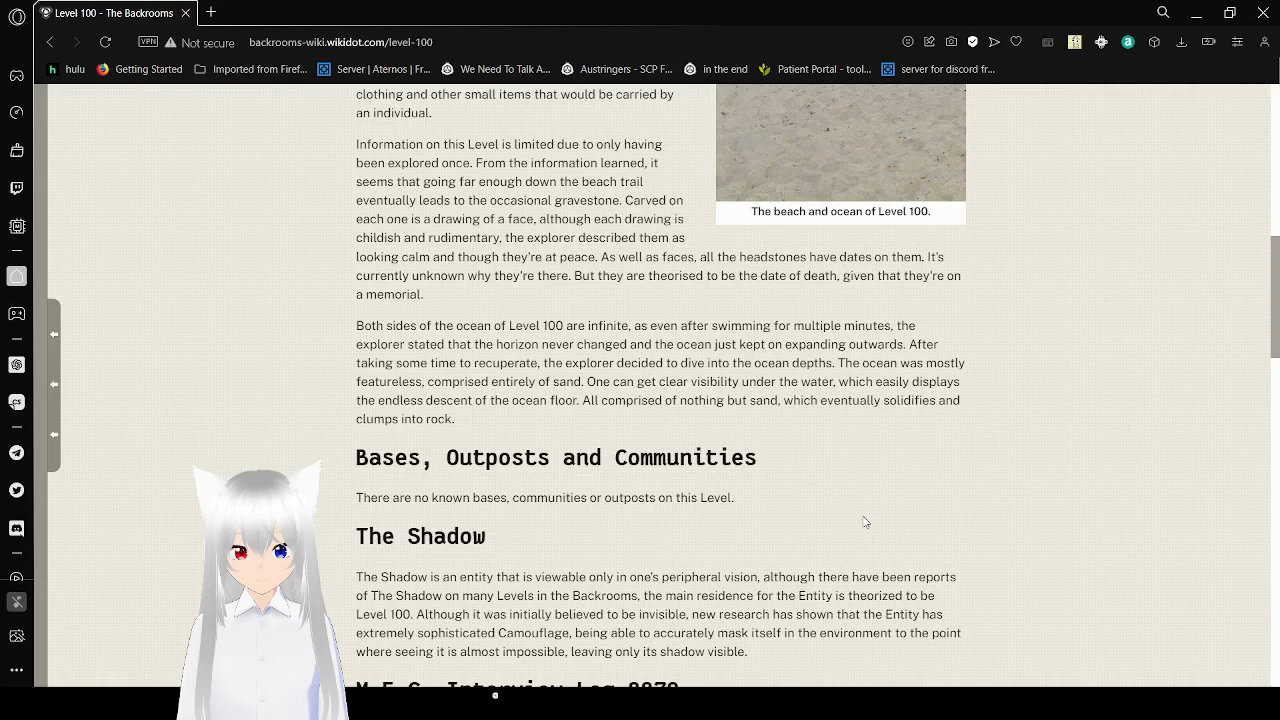 Level 100 - The Backrooms
VPN Not secure backrooms-wiki.wikidot.com/level-100
hulu Getting Started Imported from Firef... Server | Aternos | Fr... We Need To Talk A... Austringers - SCP F... in the end Patient Portal - tool... server for discord fr...
clothing and other small items that would be carried by
an individual.
Information on this Level is limited due to only having
been explored once. From the information learned, it
seems that going far enough down the beach trail
eventually leads to the occasional gravestone. Carved on
each one is a drawing of a face, although each drawing is
childish and rudimentary, the explorer described them as
looking calm and though they're at peace. As well as faces, all the headstones have dates on them. It's
currently unknown why they're there. But they are theorised to be the date of death, given that they're on
a memorial.
The beach and ocean of Level 100.
Both sides of the ocean of Level 100 are infinite, as even after swimming for multiple minutes, the
explorer stated that the horizon never changed and the ocean just kept on expanding outwards. After
taking some time to recuperate, the explorer decided to dive into the ocean depths. The ocean was mostly
featureless, comprised entirely of sand. One can get clear visibility under the water, which easily displays
the endless descent of the ocean floor. All comprised of nothing but sand, which eventually solidifies and
clumps into rock.
Bases, Outposts and Communities
There are no known bases, communities or outposts on this Level.
The Shadow
The Shadow is an entity that is viewable only in one's peripheral vision, although there have been reports
of The Shadow on many Levels in the Backrooms, the main residence for the Entity is theorized to be
Level 100. Although it was initially believed to be invisible, new research has shown that the Entity has
extremely sophisticated Camouflage, being able to accurately mask itself in the environment to the point
where seeing it is almost impossible, leaving only its shadow visible.